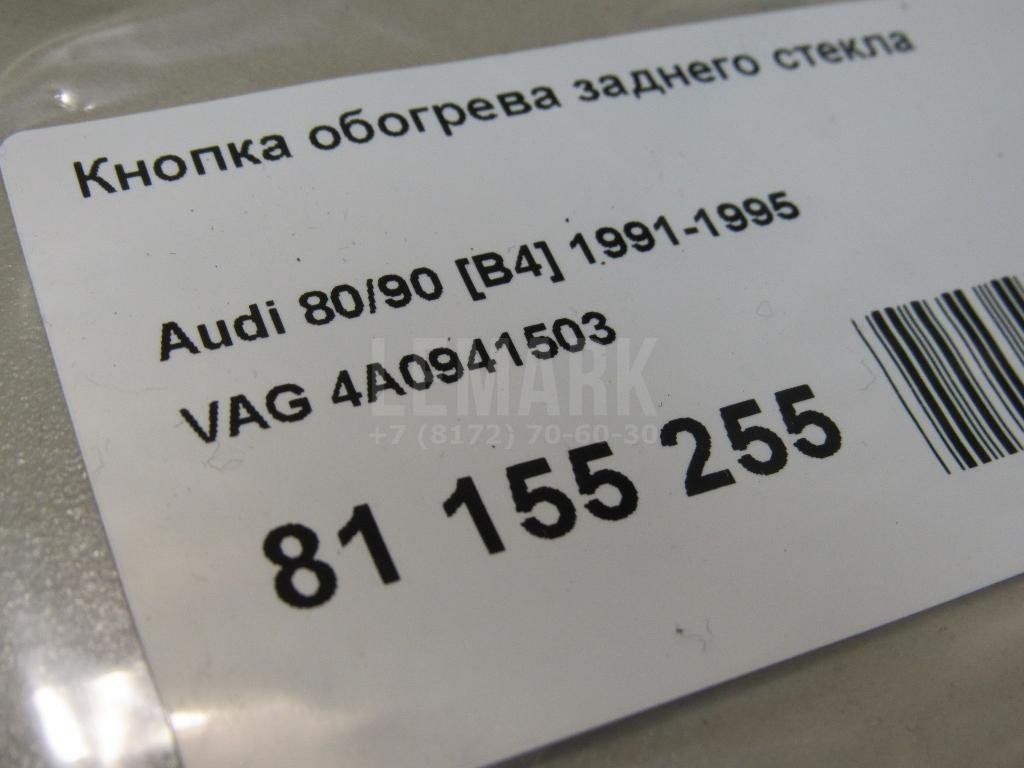 Кнопка обогрева заднего стекла
Audi 80/90 [B4] 1991-1995
VAG 4A0941503
LEMARK
+7 (8172) 70-60-30
81 155 255